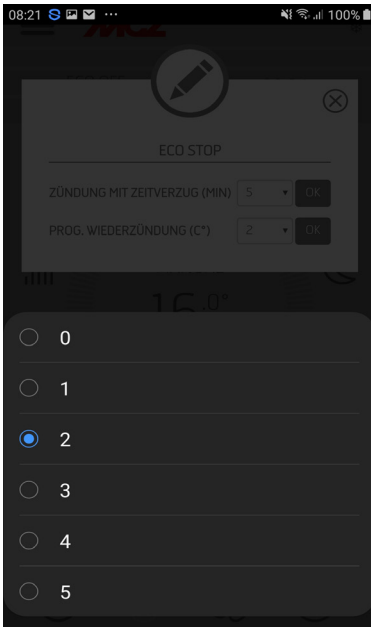 08:21 S ... 100%
MCZ
ECO STOP
ZÜNDUNG MIT ZEITVERZUG (MIN) 5 OK
PROG. WIEDERZÜNDUNG (C°) 2 OK
16.0°
0
1
2
3
4
5